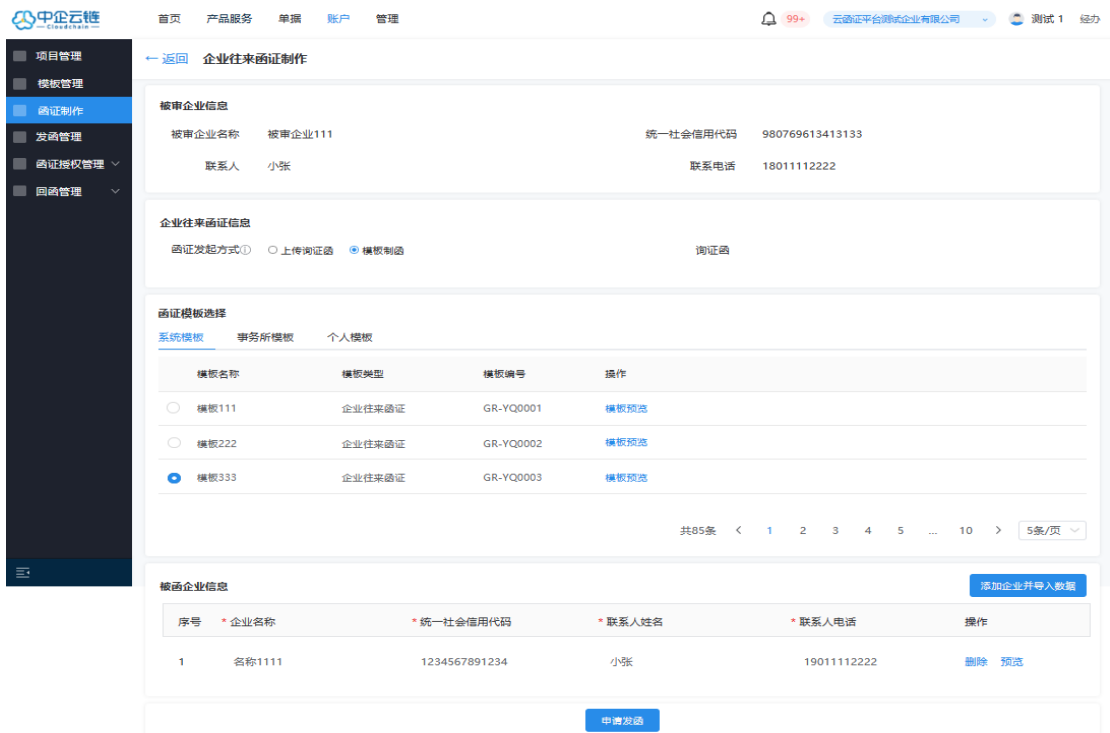 中企云链 首页 产品服务 单据 账户 管理 99+ 云函证平台测试企业有限公司 测试 1 经办
Cloudchain
项目管理
模板管理
函证制作
发函管理
函证授权管理
回函管理
← 返回 企业往来函证制作
被审企业信息
被审企业名称 被审企业111 统一社会信用代码 980769613413133
联系人 小张 联系电话 18011112222
企业往来函证信息
函证发起方式 上传询证函 模板制函 询证函
函证模板选择
系统模板 事务所模板 个人模板
模板名称 模板类型 模板编号 操作
模板111 企业往来函证 GR-YQ0001 模板预览
模板222 企业往来函证 GR-YQ0002 模板预览
模板333 企业往来函证 GR-YQ0003 模板预览
共85条 < 1 2 3 4 5 ... 10 > 5条/页
被函企业信息 添加企业并导入数据
序号 * 企业名称 * 统一社会信用代码 * 联系人姓名 * 联系人电话 操作
1 名称1111 1234567891234 小张 19011112222 删除 预览
申请发函